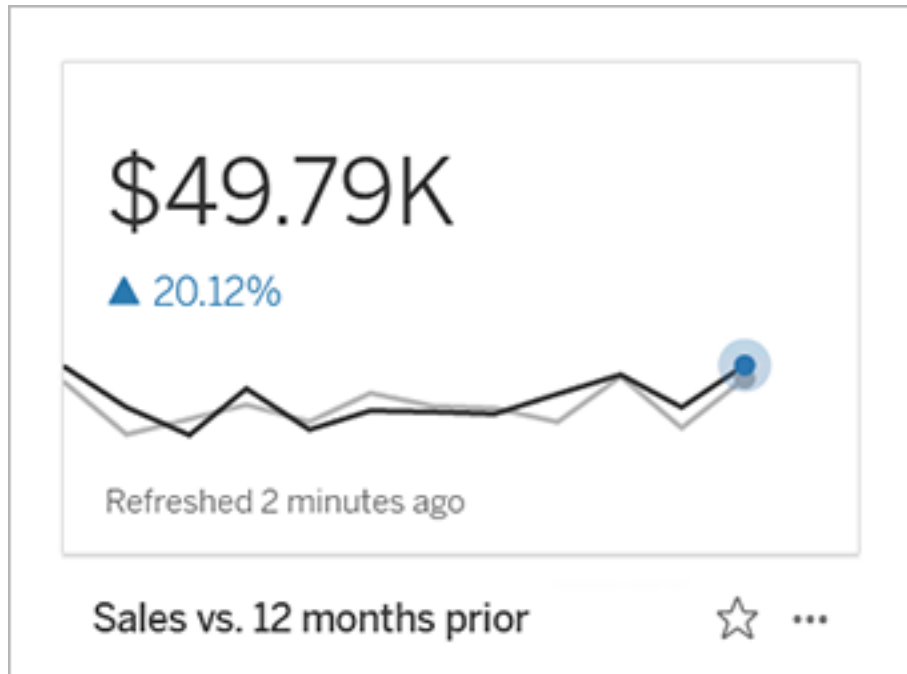 $49.79K
▲ 20.12%
Refreshed 2 minutes ago
Sales vs. 12 months prior